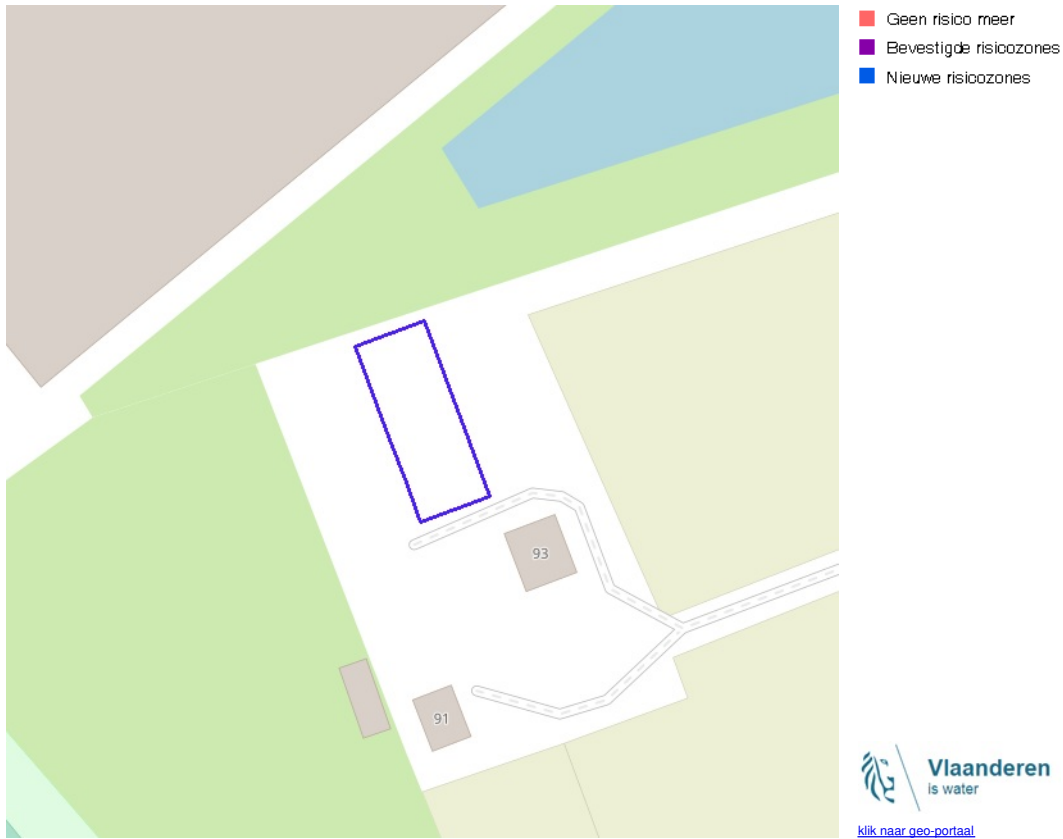 Geen risico meer
Bevestigde risicozones
Nieuwe risicozones
93
91
Vlaanderen
is water
klik naar geo-portaal